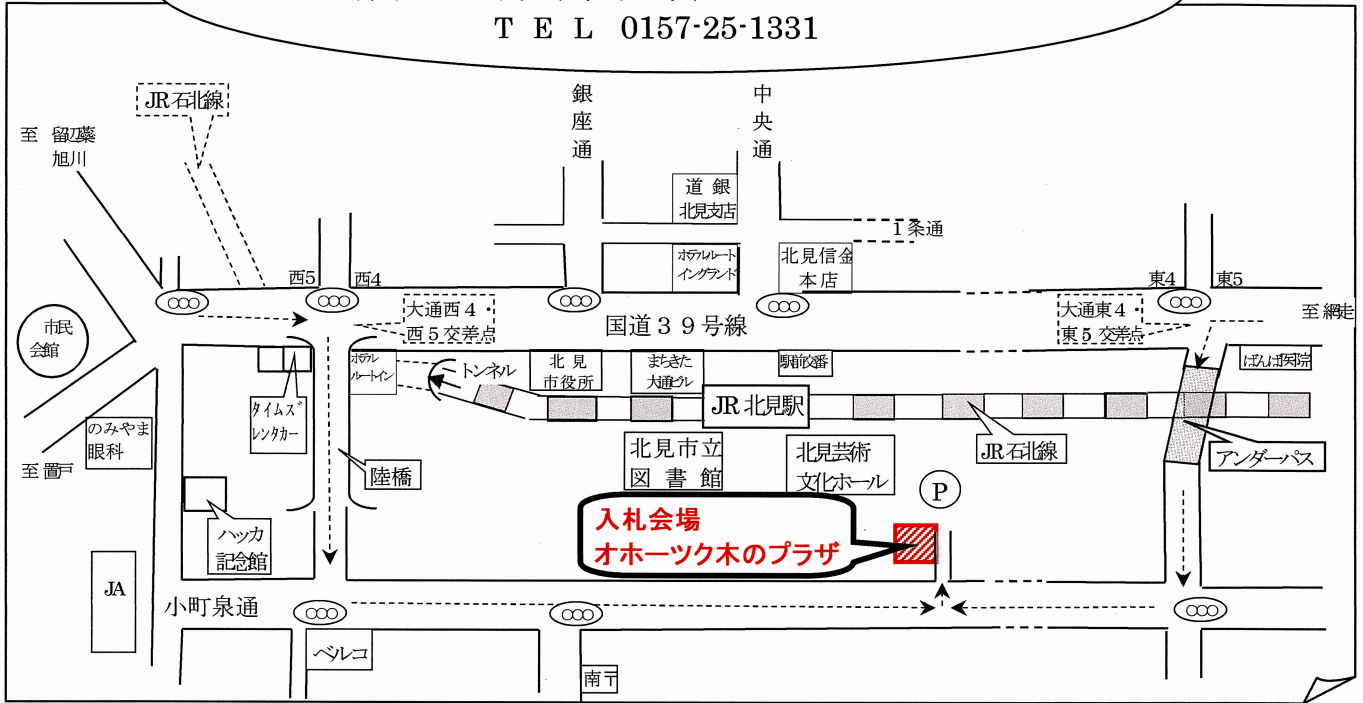 ＴＥＬ 0157-25-1331
JR石北線
至 留辺蘂
旭川
銀座通
中央通
道 銀
北見支店
1条通
ホテルルート
イングランド
北見信金
本店
西5
西4
東4
東5
大通西4・
西5交差点
国道39号線
大通東4・
東5交差点
至 網走
市民
会館
ホテル
ルートイン
トンネル
北 見
市役所
まちきた
大通ビル
駅前交番
ばんば医院
タイムズ
レンタカー
JR北見駅
のみやま
眼科
至 置戸
陸橋
北見市立
図書館
北見芸術
文化ホール
JR石北線
アンダーパス
P
入札会場
オホーツク木のプラザ
ハッカ
記念館
JA
小町泉通
ベルコ
南〒